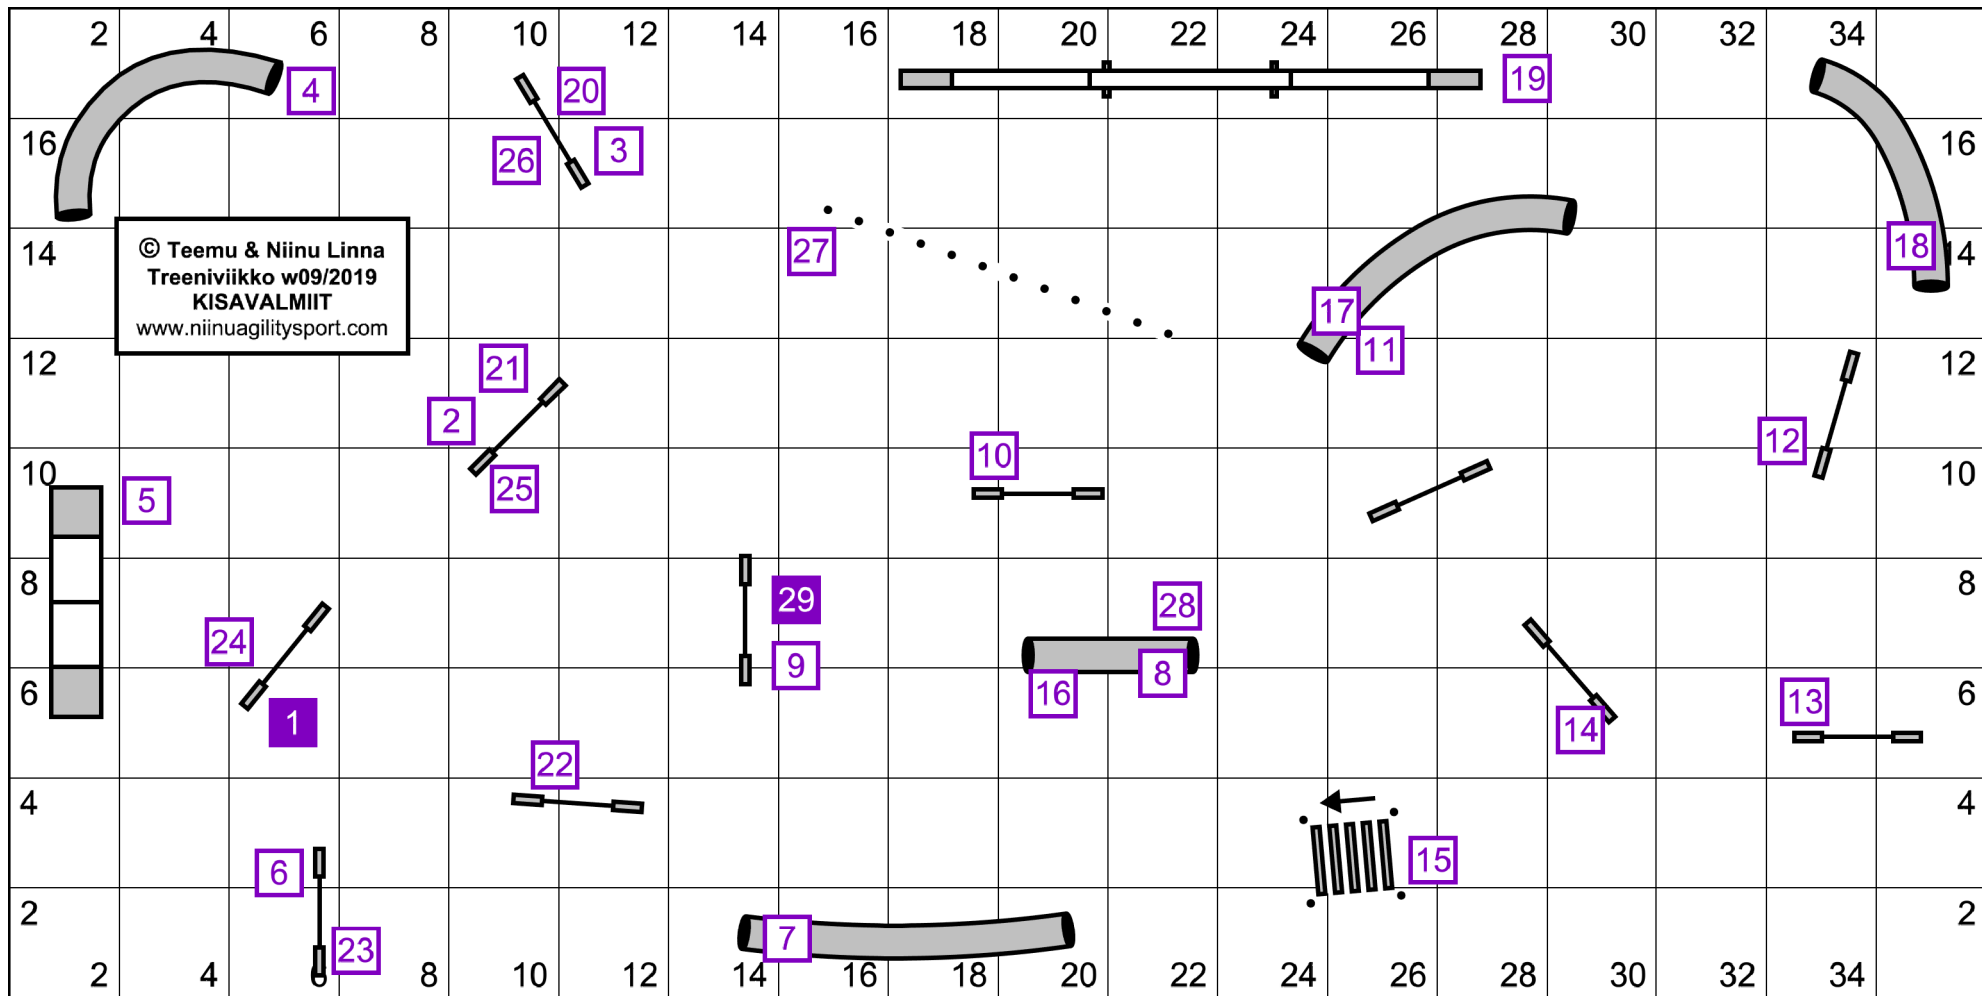 2 4 6 8 10 12 14 16 18 20 22 24 26 28 30 32 34
4 20 19
16 26 3 16
14 27 18 14
© Teemu & Niinu Linna
Treeniviikko w09/2019
KISAVALMIIT
www.niinuagilitysport.com
17
11
12 21 12
2 12
10 10 10
5 25
8 29 28 8
24 9 8
6 16 13 6
1 14
22
4 4
15
6
2 2
7
23
2 4 6 8 10 12 14 16 18 20 22 24 26 28 30 32 34